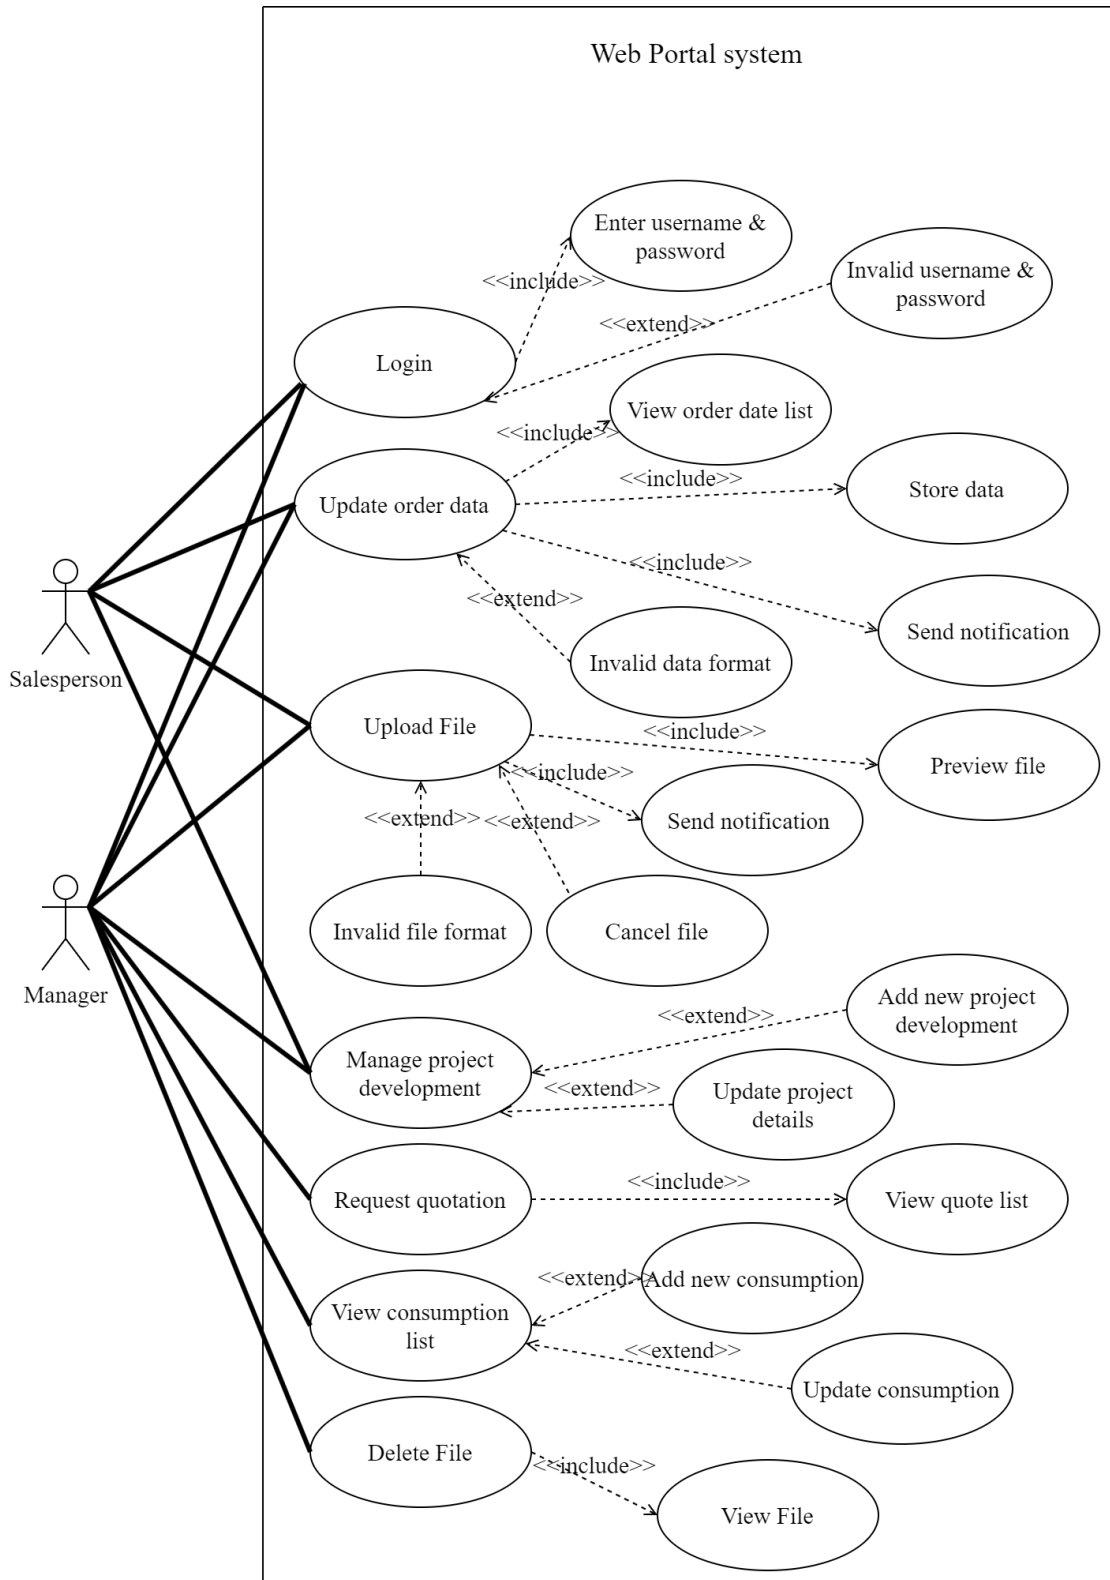 Web Portal system
Enter username &
password
<<include>>
Invalid username &
password
<<extend>>
Login
View order date list
<<include>>
<<include>>
Store data
Update order data
<<include>>
<<extend>>
Send notification
Invalid data format
Salesperson
Upload File
<<include>>
Preview file
<<include>>
<<extend>>
<<extend>>
Send notification
Invalid file format
Cancel file
Manager
Add new project
development
<<extend>>
Manage project
development
<<extend>>
Update project
details
Request quotation
<<include>>
View quote list
<<extend>>
Add new consumption
View consumption
list
<<extend>>
Update consumption
Delete File
<<include>>
View File